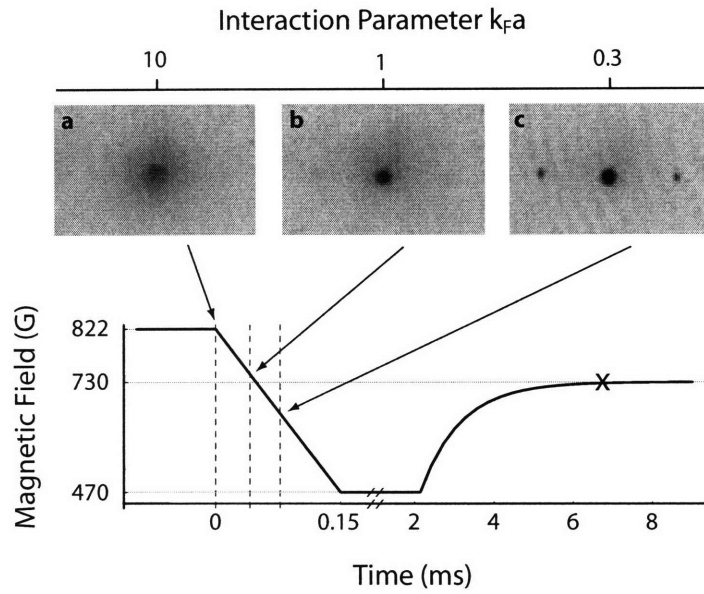 Interaction Parameter kFa
10 1 0.3
a b c
Magnetic Field (G)
822
730
470
X
0 0.15 2 4 6 8
Time (ms)